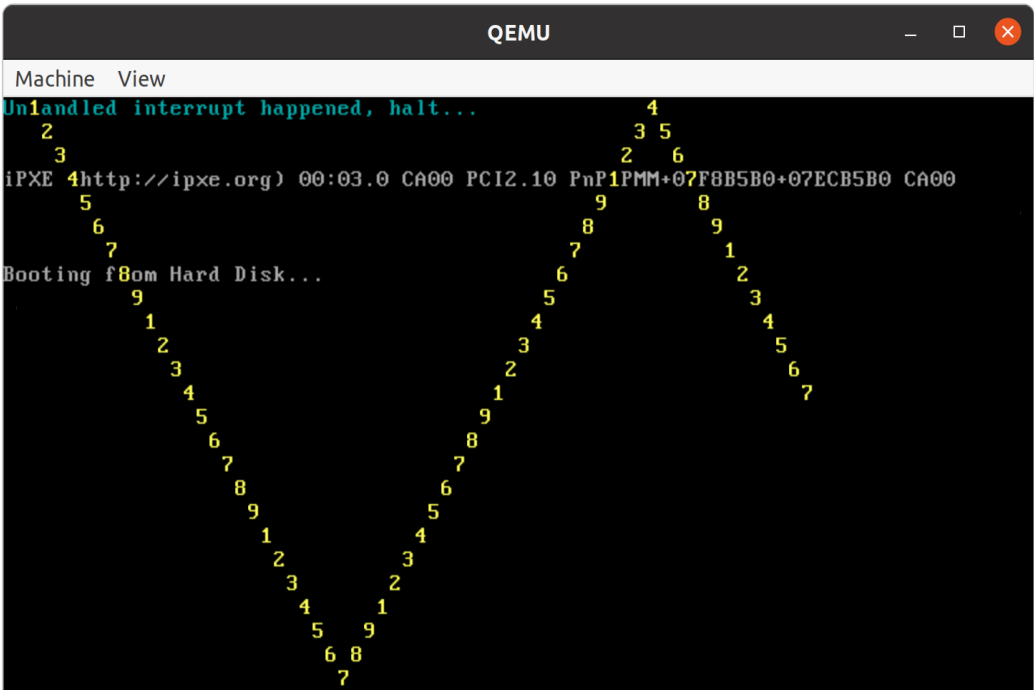 QEMU
Machine View
Un1andled interrupt happened, halt... 4
2 3 5
3 2 6
iPXE 4http://ipxe.org) 00:03.0 CA00 PCI2.10 PnP1PMM+07F8B5B0+07ECB5B0 CA00
5 9 8
6 8 9
7 7 1
Booting f8om Hard Disk... 6 2
9 5 3
1 4 4
2 3 5
3 2 6
4 1 7
5 9
6 8
7 7
8 6
9 5
1 4
2 3
3 2
4 1
5 9
6 8
7